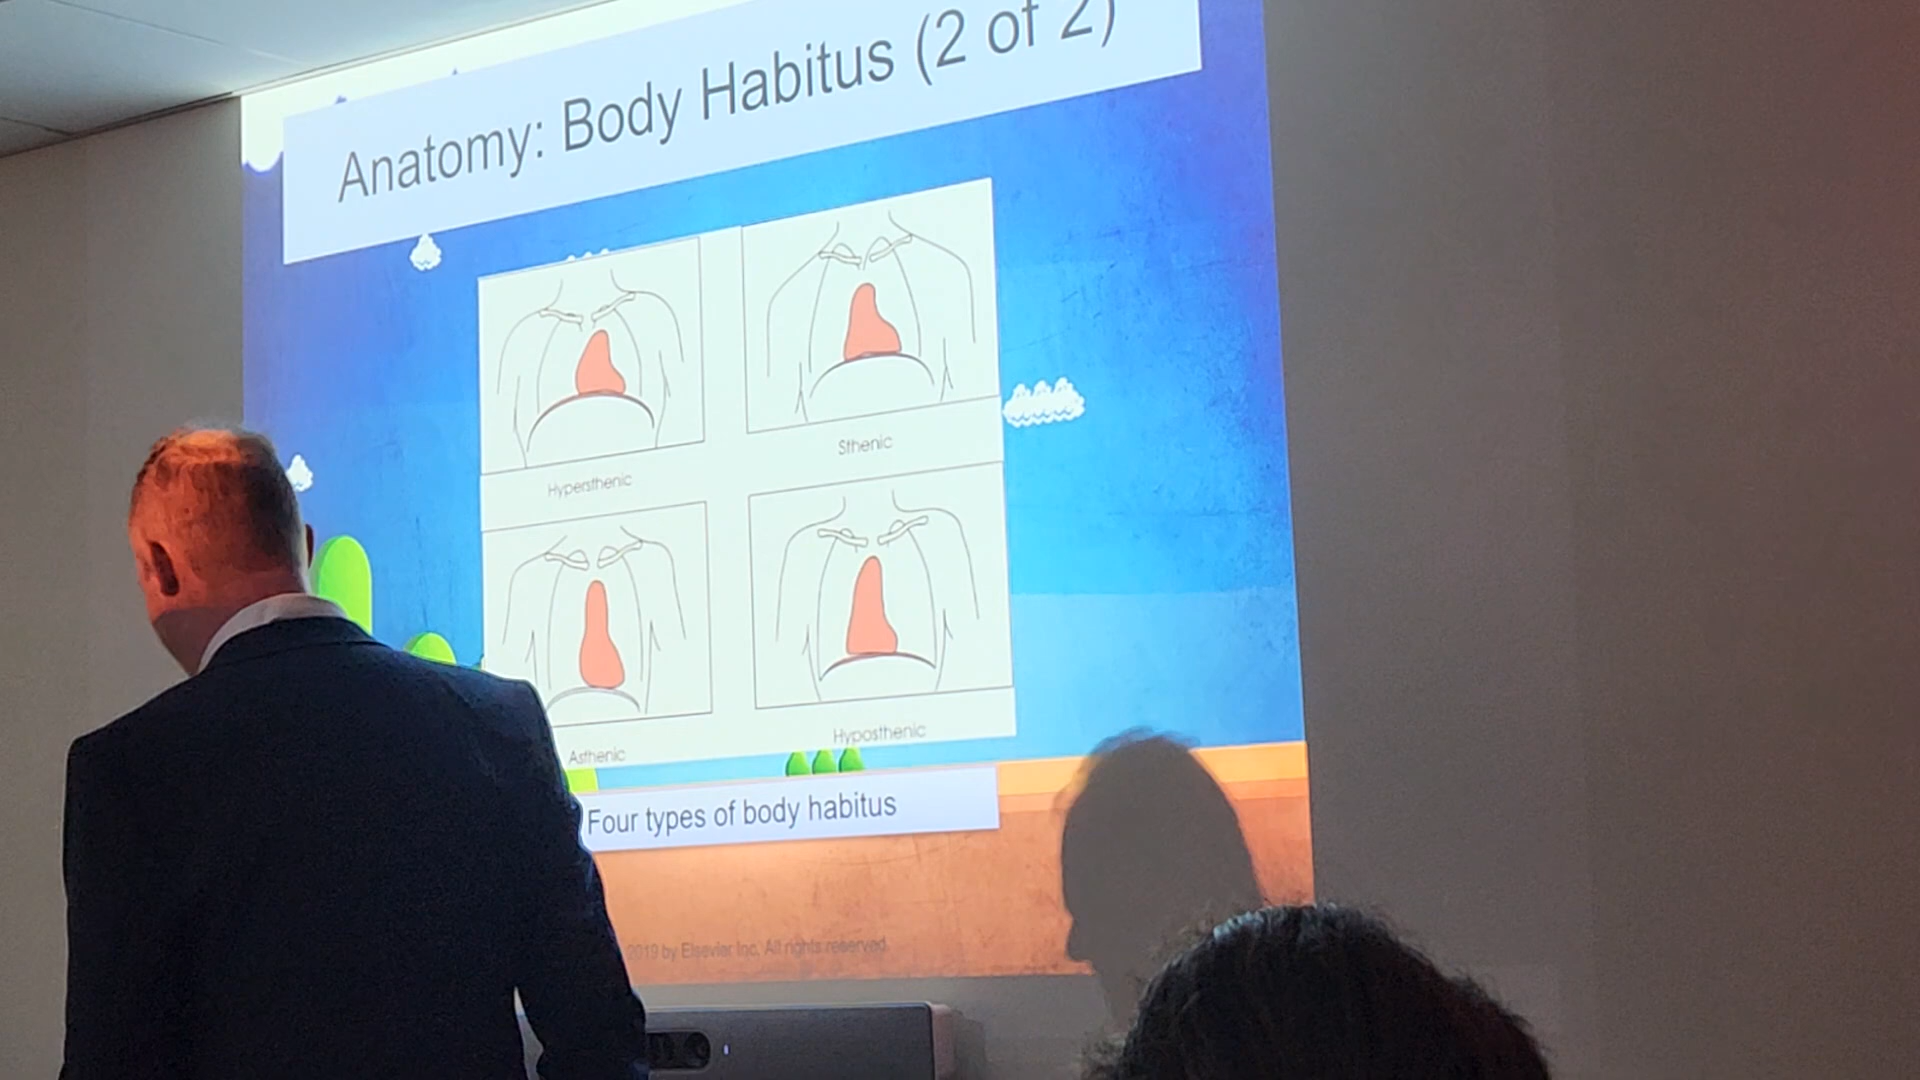 Anatomy: Body Habitus (2 of 2)
Hypersthenic
Sthenic
Asthenic
Hyposthenic
Four types of body habitus
2019 by Elsevier Inc. All rights reserved.